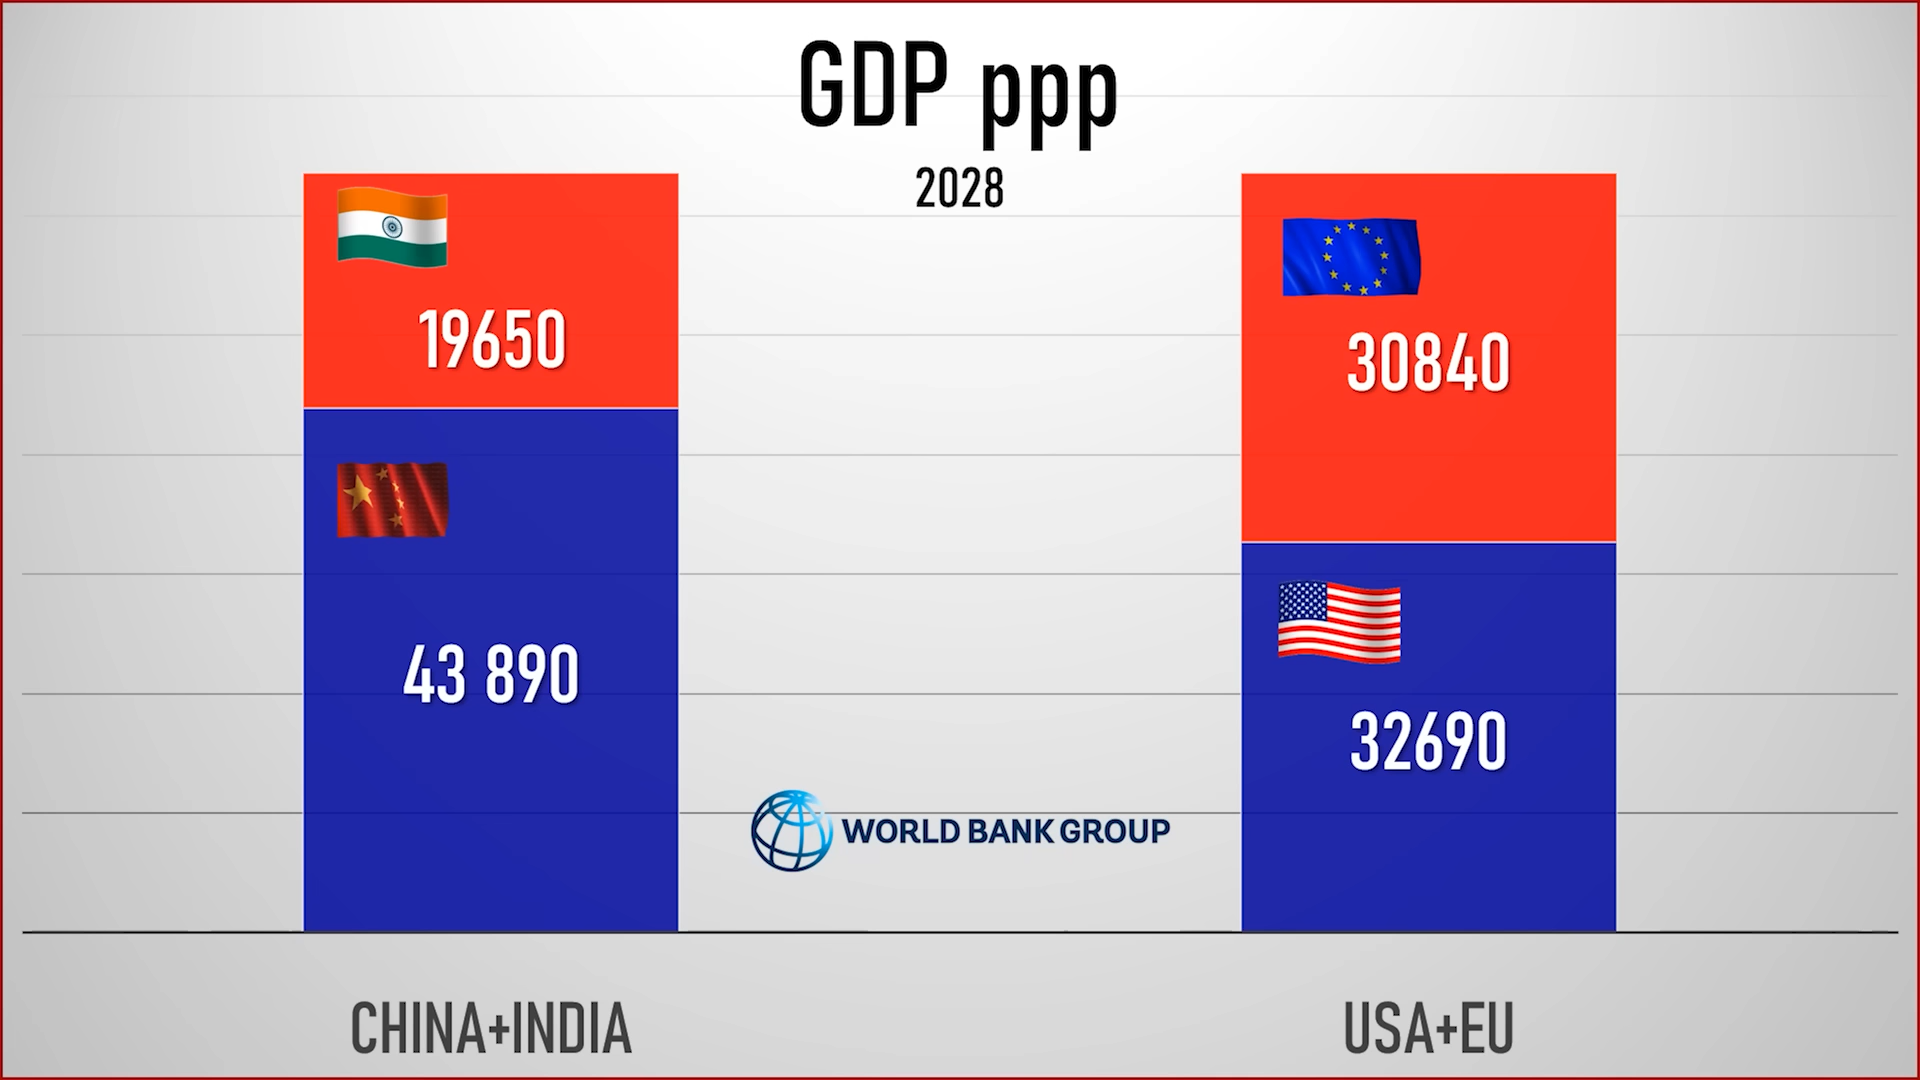 GDP ppp
2028
19650
43 890
30840
32690
WORLD BANK GROUP
CHINA+INDIA
USA+EU